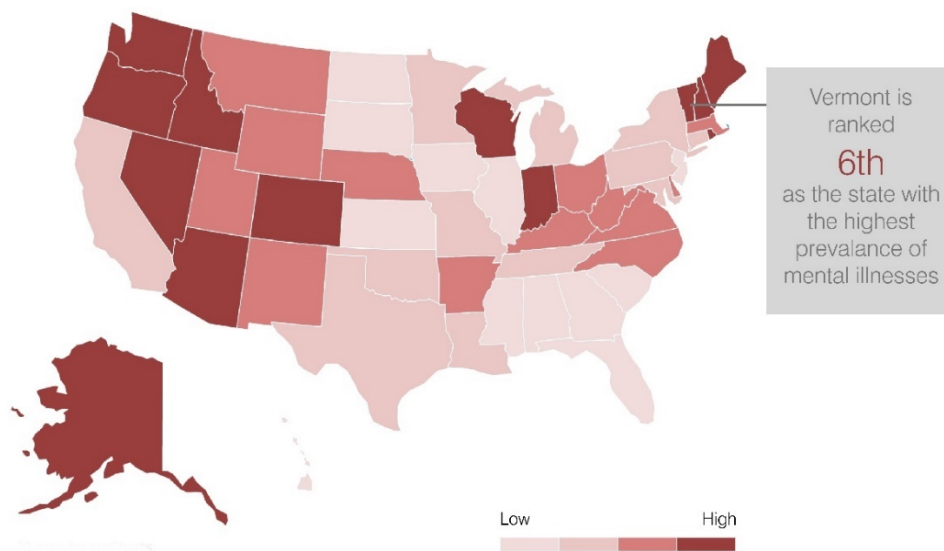 Vermont is
ranked
6th
as the state with
the highest
prevalance of
mental illnesses
Low High